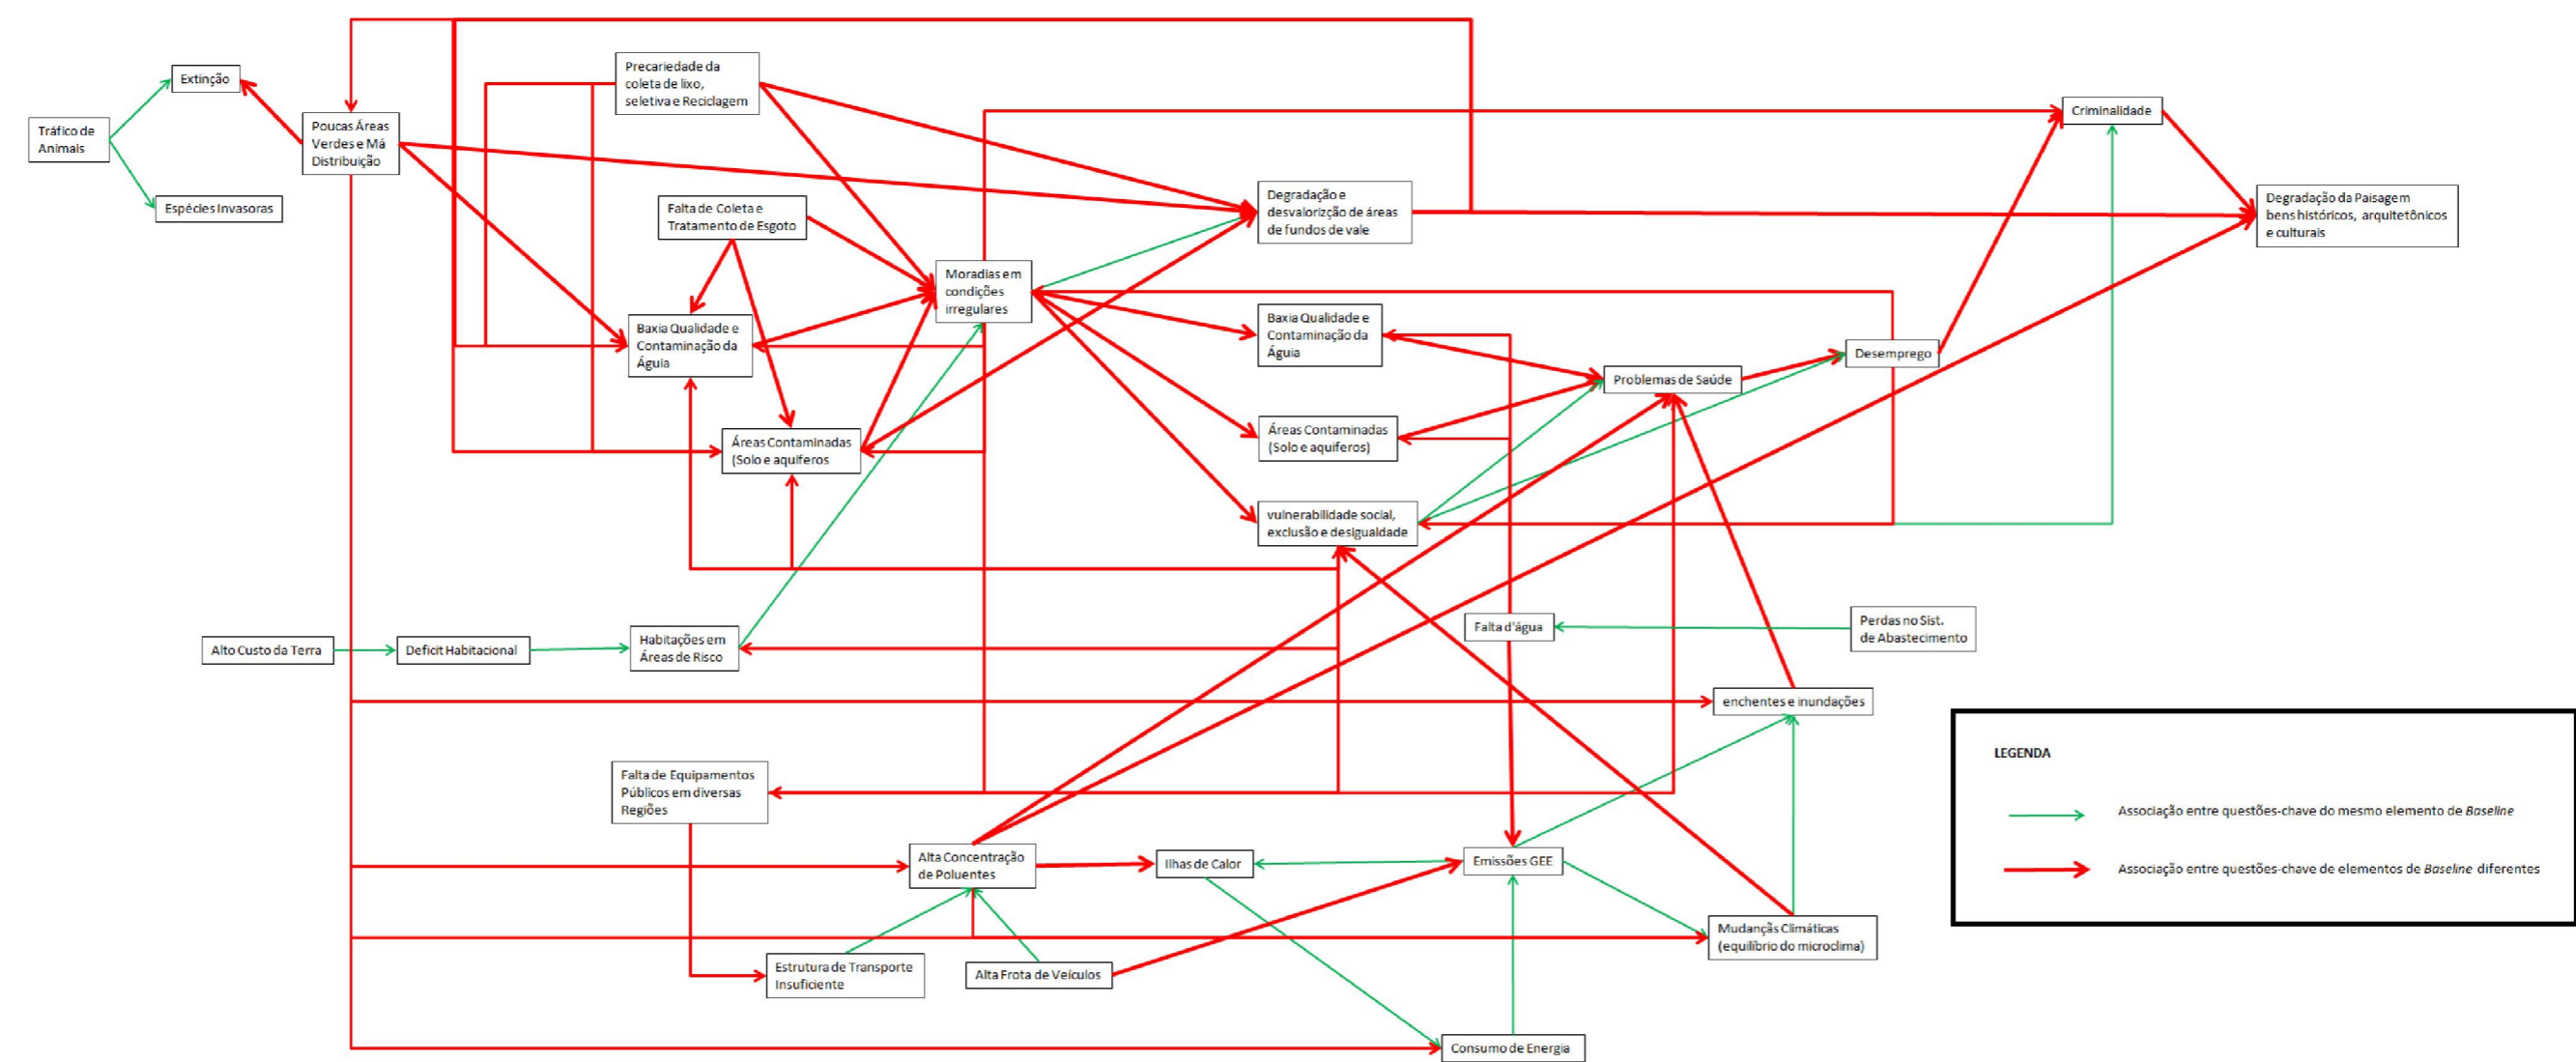 Extinção
Tráfico de
Animais
Espécies Invasoras
Poucas Áreas
Verdes e Má
Distribuição
Precariedade da
coleta de lixo,
seletiva e Reciclagem
Falta de Coleta e
Tratamento de Esgoto
Baxia Qualidade e
Contaminação da
Águia
Áreas Contaminadas
(Solo e aquíferos
Moradias em
condições
irregulares
Degradação e
desvalorizção de áreas
de fundos de vale
Baxia Qualidade e
Contaminação da
Águia
Áreas Contaminadas
(Solo e aquiferos)
vulnerabilidade social,
exclusão e desigualdade
Problemas de Saúde
Desemprego
Criminalidade
Degradação da Paisagem
bens históricos, arquitetônicos
e culturais
Alto Custo da Terra
Deficit Habitacional
Habitações em
Áreas de Risco
Falta d'água
Perdas no Sist.
de Abastecimento
enchentes e inundações
Falta de Equipamentos
Públicos em diversas
Regiões
Alta Concentração
de Poluentes
Ilhas de Calor
Emissões GEE
Mudançãs Climáticas
(equilíbrio do microclima)
Estrutura de Transporte
Insuficiente
Alta Frota de Veículos
Consumo de Energia
LEGENDA
Associação entre questões-chave do mesmo elemento de Baseline
Associação entre questões-chave de elementos de Baseline diferentes